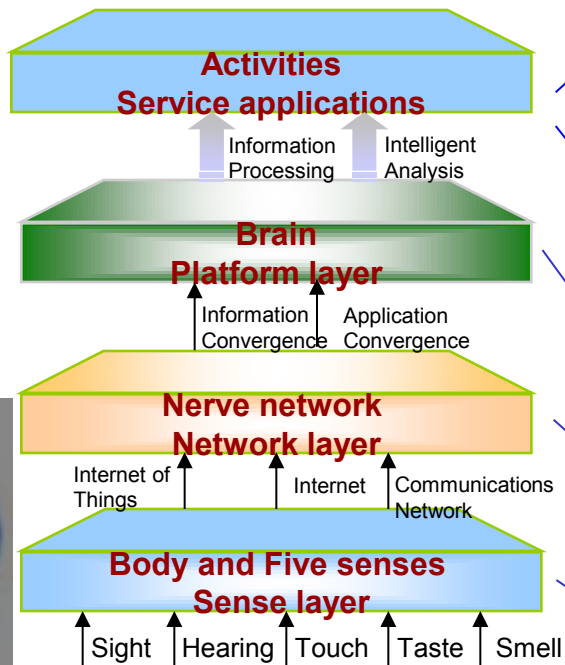 Activities
Service applications
Information
Processing
Intelligent
Analysis
Brain
Platform layer
Information
Convergence
Application
Convergence
Nerve network
Network layer
Internet of
Things
Internet
Communications
Network
Body and Five senses
Sense layer
Sight
Hearing
Touch
Taste
Smell